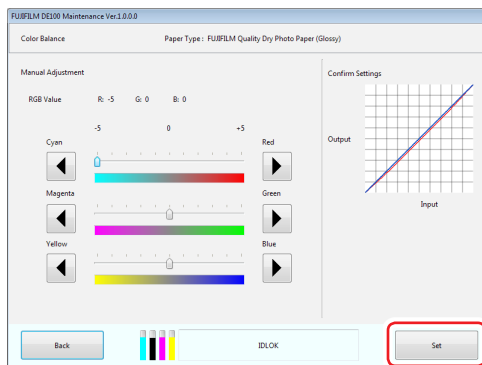 FUJIFILM DE100 Maintenance Ver.1.0.0.0
Color Balance Paper Type : FUJIFILM Quality Dry Photo Paper (Glossy)
Manual Adjustment
RGB Value R: -5 G: 0 B: 0
-5 0 +5
Cyan Red
Magenta Green
Yellow Blue
Confirm Settings
Output
Input
Back IDLOK Set